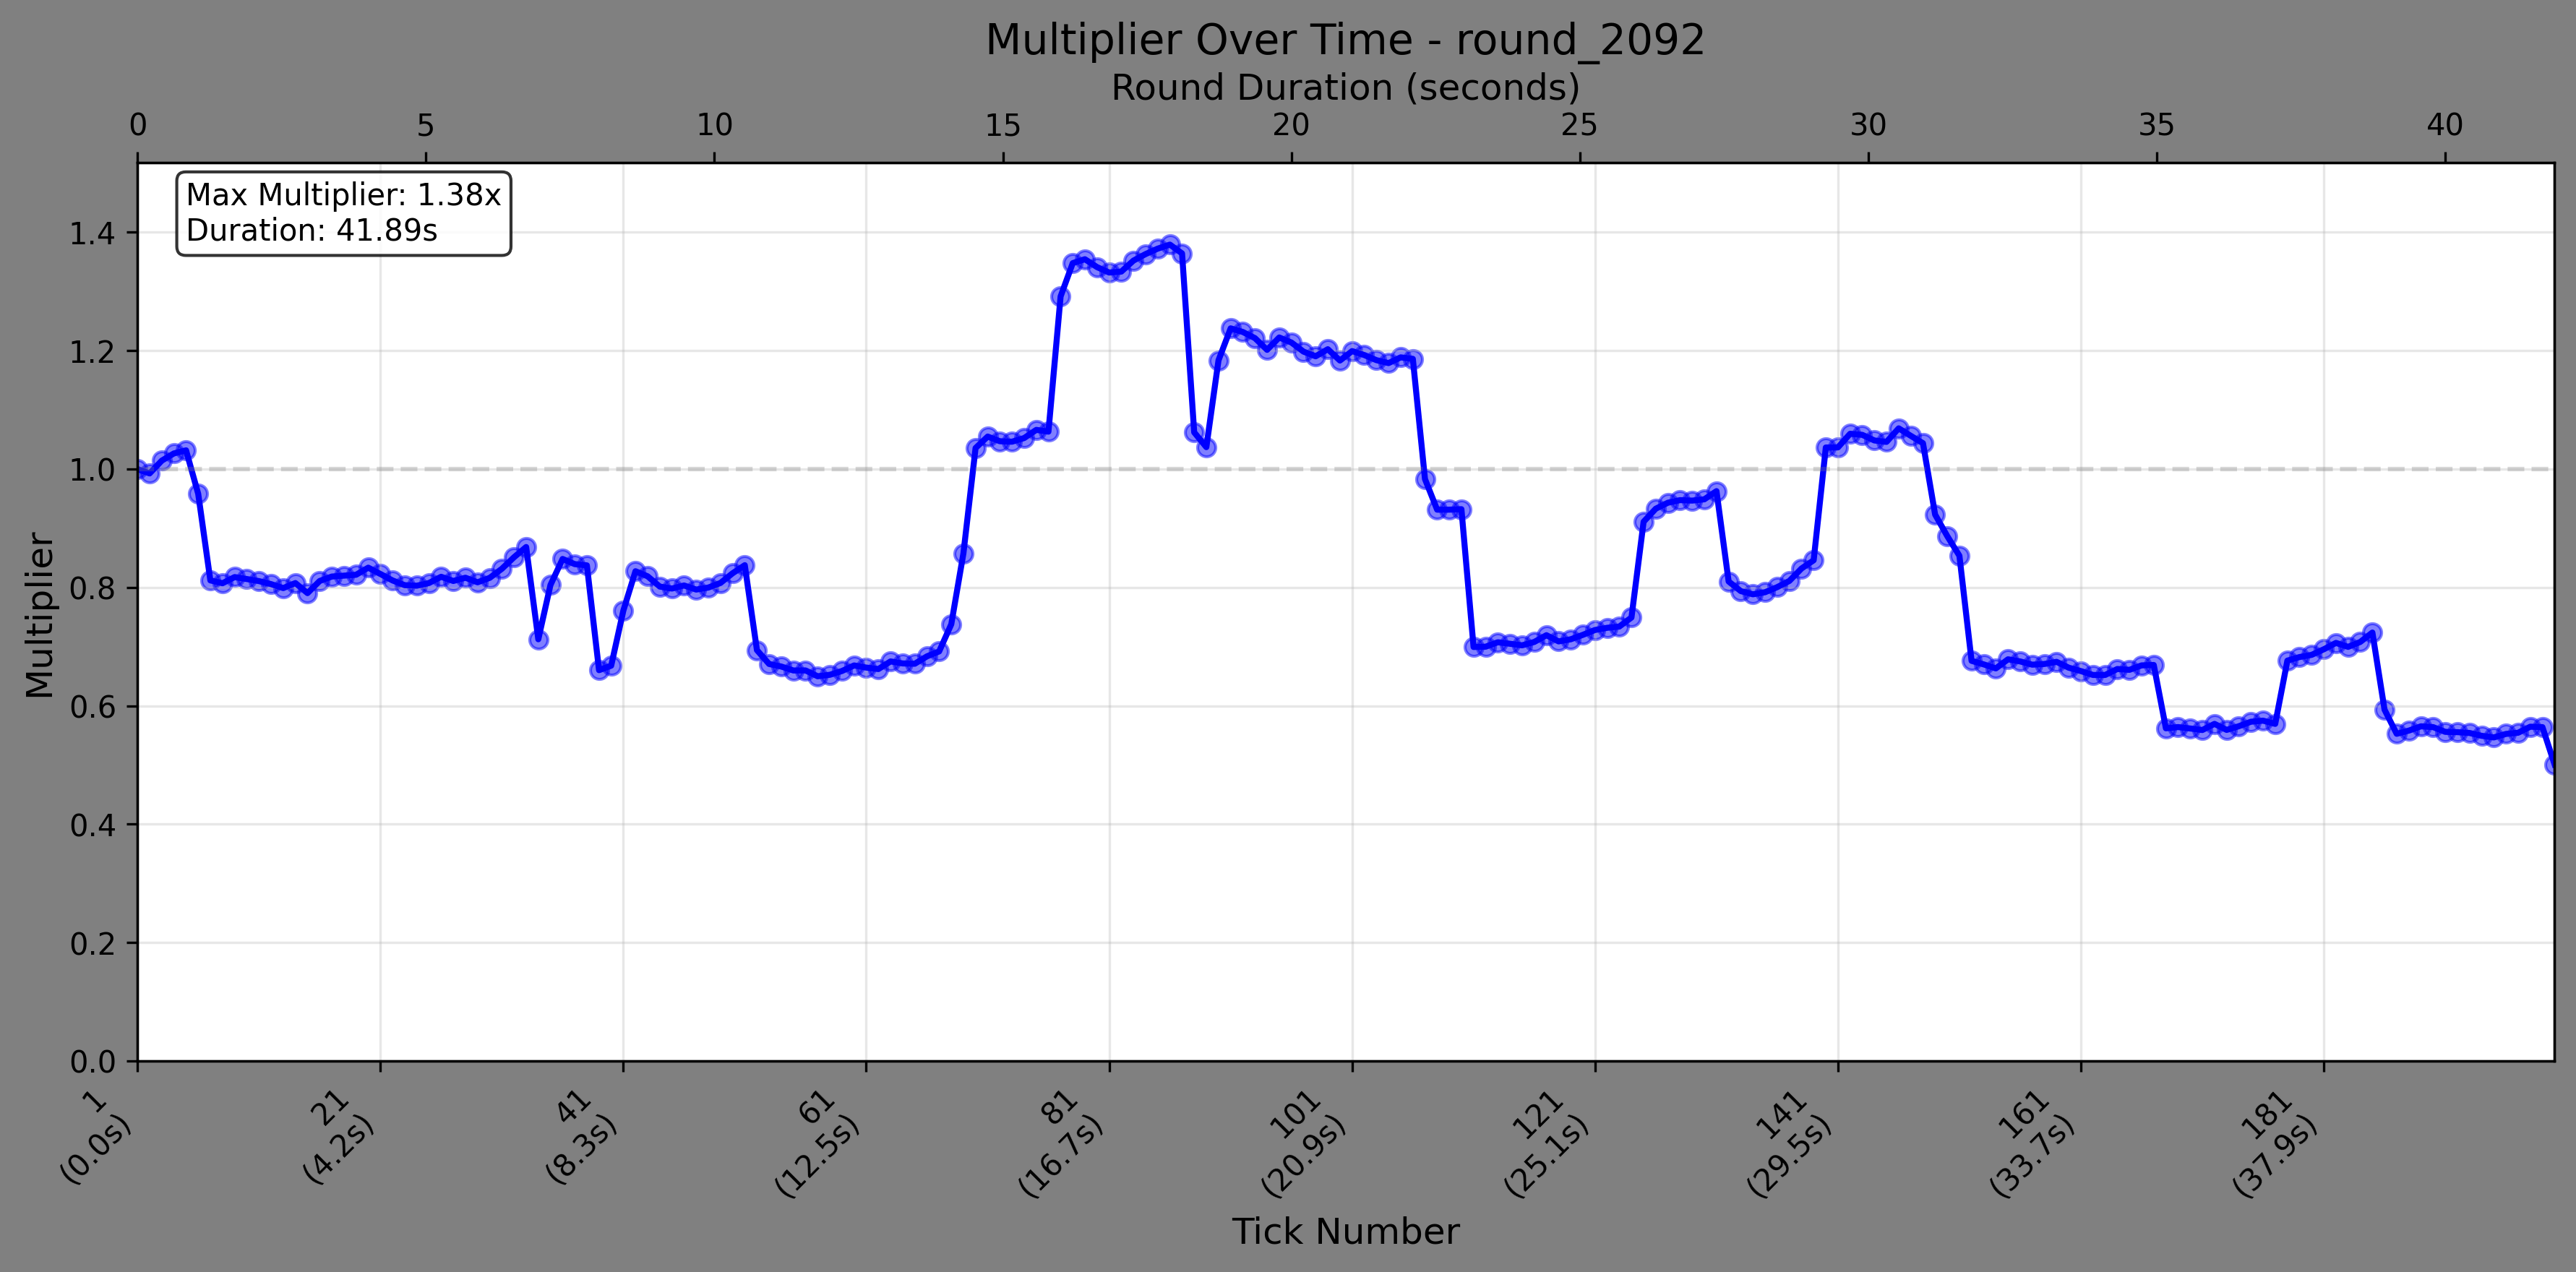 Multiplier Over Time - round_2092
Round Duration (seconds)
0 5 10 15 20 25 30 35 40
Max Multiplier: 1.38x
Duration: 41.89s
Multiplier
1.4
1.2
1.0
0.8
0.6
0.4
0.2
0.0
1 21 41 61 81 101 121 141 161 181
(0.0s) (4.2s) (8.3s) (12.5s) (16.7s) (20.9s) (25.1s) (29.5s) (33.7s) (37.9s)
Tick Number